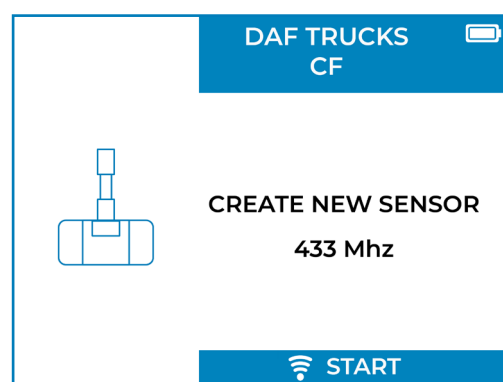 DAF TRUCKS
CF
CREATE NEW SENSOR
433 Mhz
START